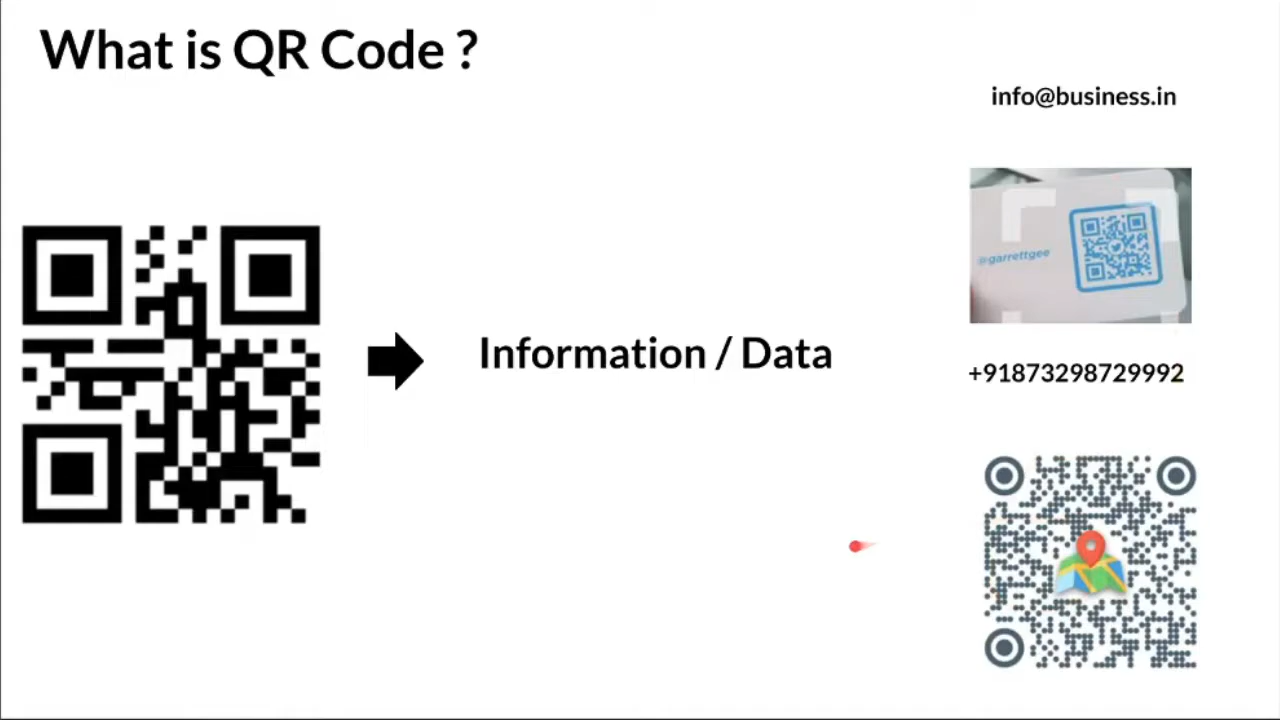 What is QR Code ?
info@business.in
@garrettgee
Information / Data
+91873298729992